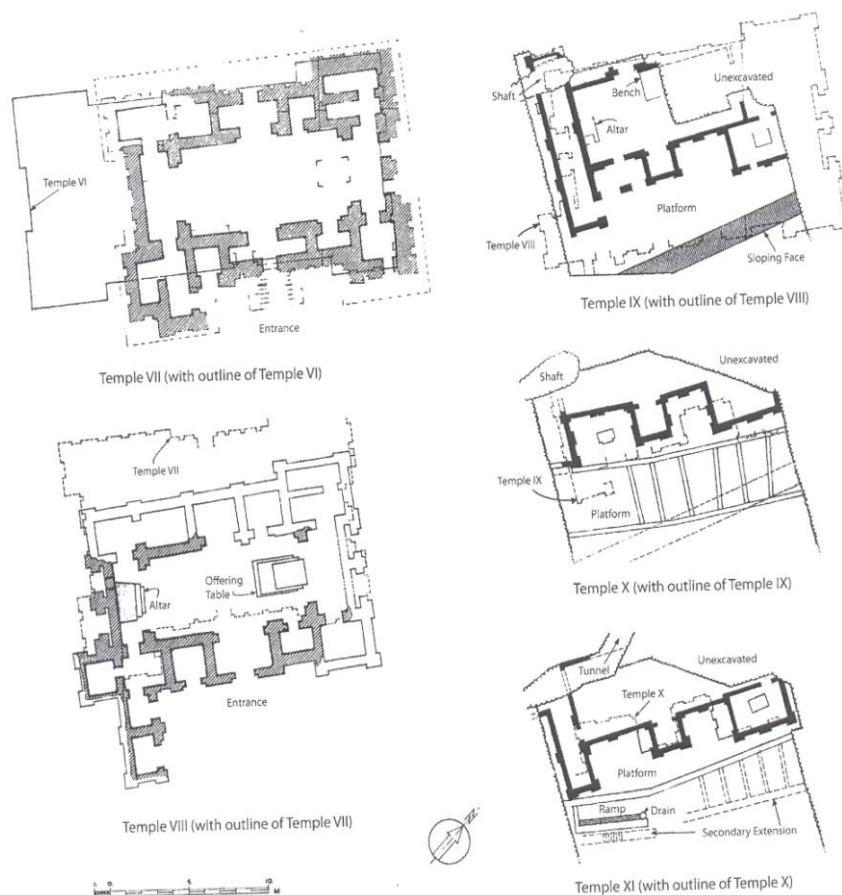 Temple VI
Entrance
Temple VII (with outline of Temple VI)
Temple VII
Altar
Offering
Table
Entrance
Temple VIII (with outline of Temple VII)
N
Shaft
Bench
Altar
Unexcavated
Platform
Temple VIII
Sloping Face
Temple IX (with outline of Temple VIII)
Shaft
Unexcavated
Temple IX
Platform
Temple X (with outline of Temple IX)
Tunnel
Unexcavated
Temple X
Platform
Ramp
Drain
Secondary Extension
Temple XI (with outline of Temple X)